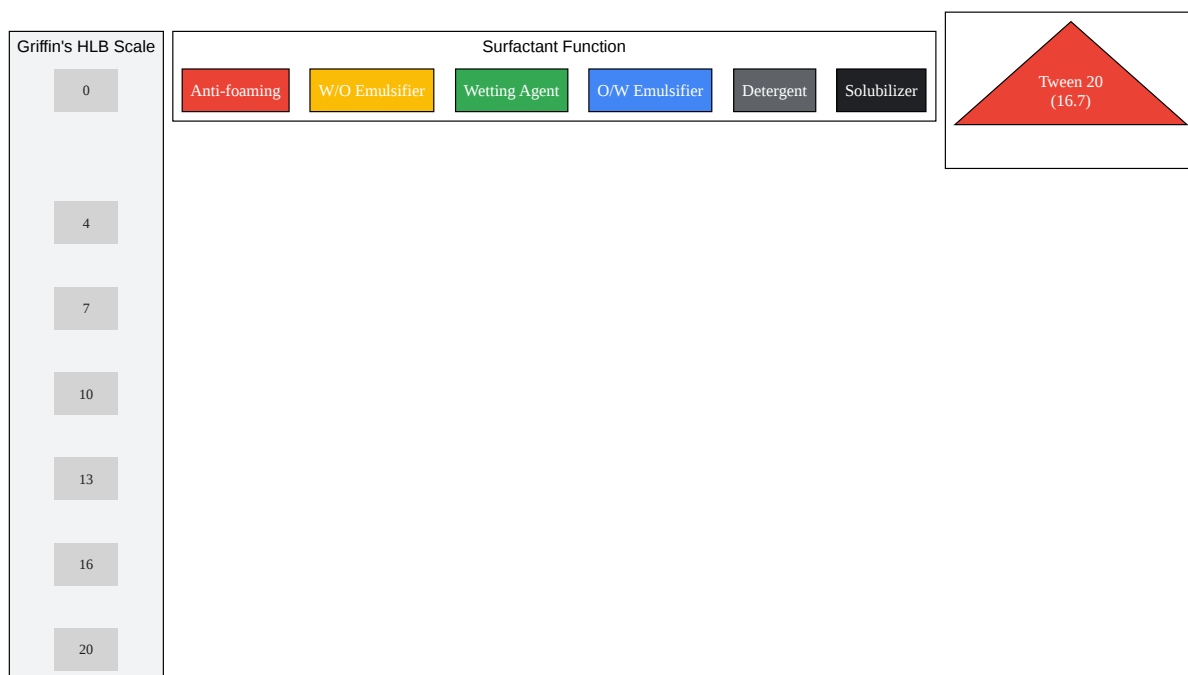 Griffin's HLB Scale
0
4
7
10
13
16
20
Surfactant Function
Anti-foaming
W/O Emulsifier
Wetting Agent
O/W Emulsifier
Detergent
Solubilizer
Tween 20
(16.7)